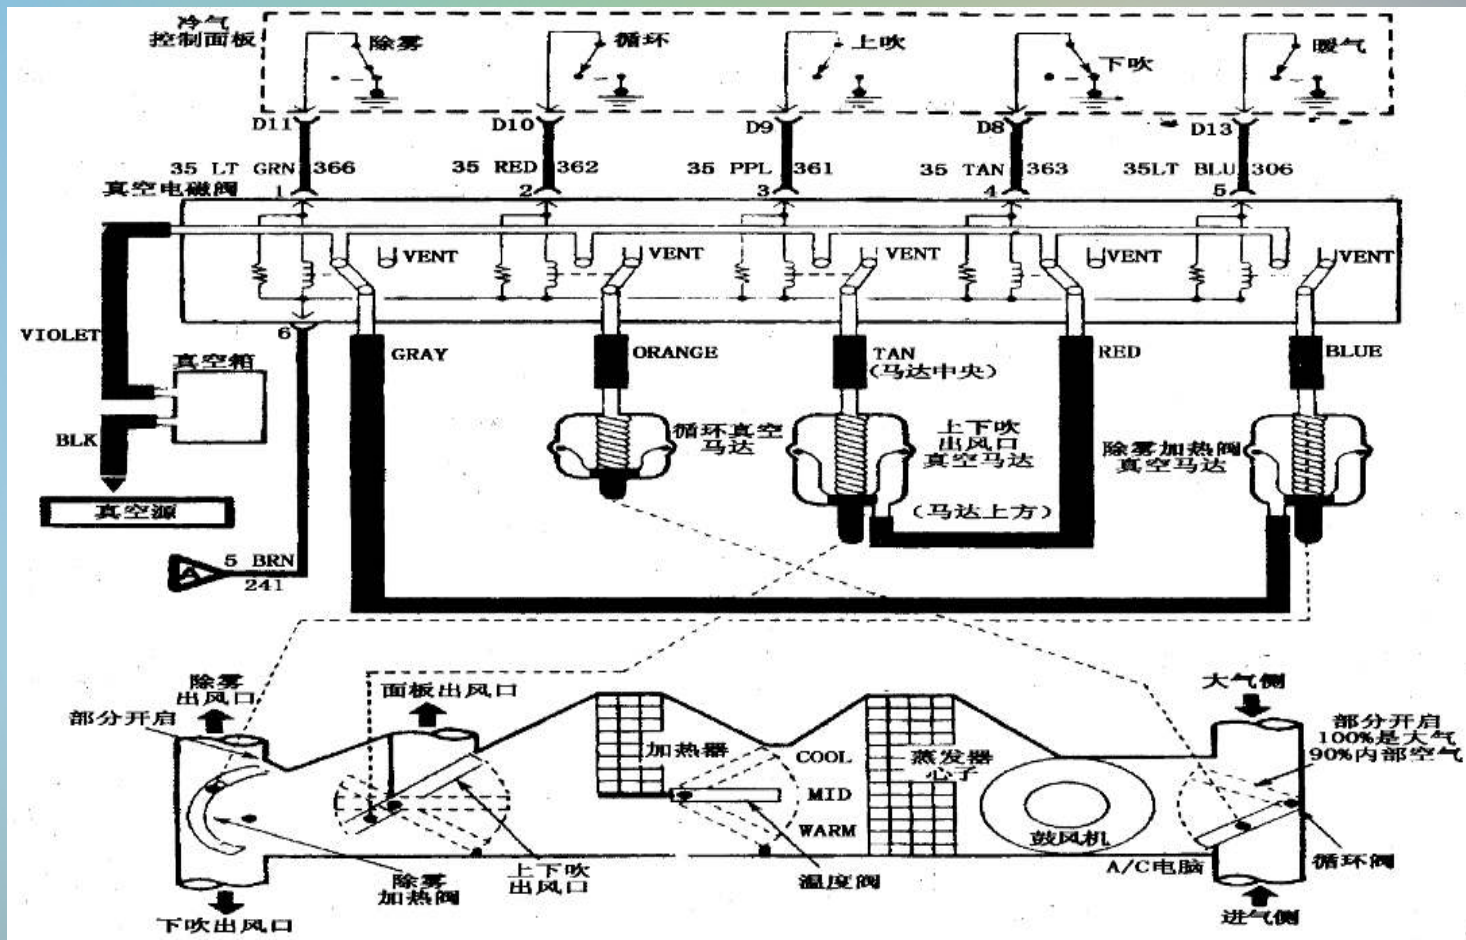 冷气
控制面板
除雾
循环
上吹
下吹
暖气
D11
D10
D9
D8
D13
35 LT GRN 366
35 RED 362
35 PPL 361
35 TAN 363
35LT BLU 306
真空电磁阀
1
2
3
4
5
VENT
VENT
VENT
VENT
VENT
6
VIOLET
GRAY
ORANGE
TAN
(马达中央)
RED
BLUE
真空箱
BLK
循环真空
马达
上下吹
出风口
真空马达
除雾加热阀
真空马达
真空源
(马达上方)
A
5 BRN
241
除雾
出风口
面板出风口
大气侧
部分开启
部分开启
100%是大气
90%内部空气
加热器
COOL
蒸发器
心子
MID
WARM
鼓风机
A/C电脑
循环阀
除雾
加热阀
上下吹
出风口
温度阀
下吹出风口
进气侧